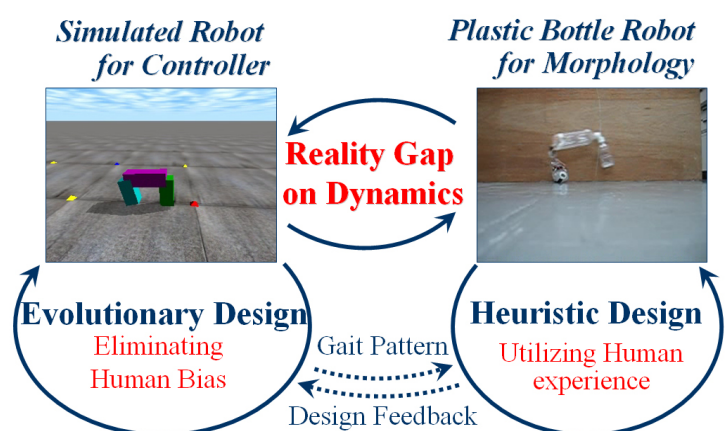 Simulated Robot
for Controller
Plastic Bottle Robot
for Morphology
Reality Gap
on Dynamics
Evolutionary Design
Eliminating
Human Bias
Gait Pattern
Design Feedback
Heuristic Design
Utilizing Human
experience